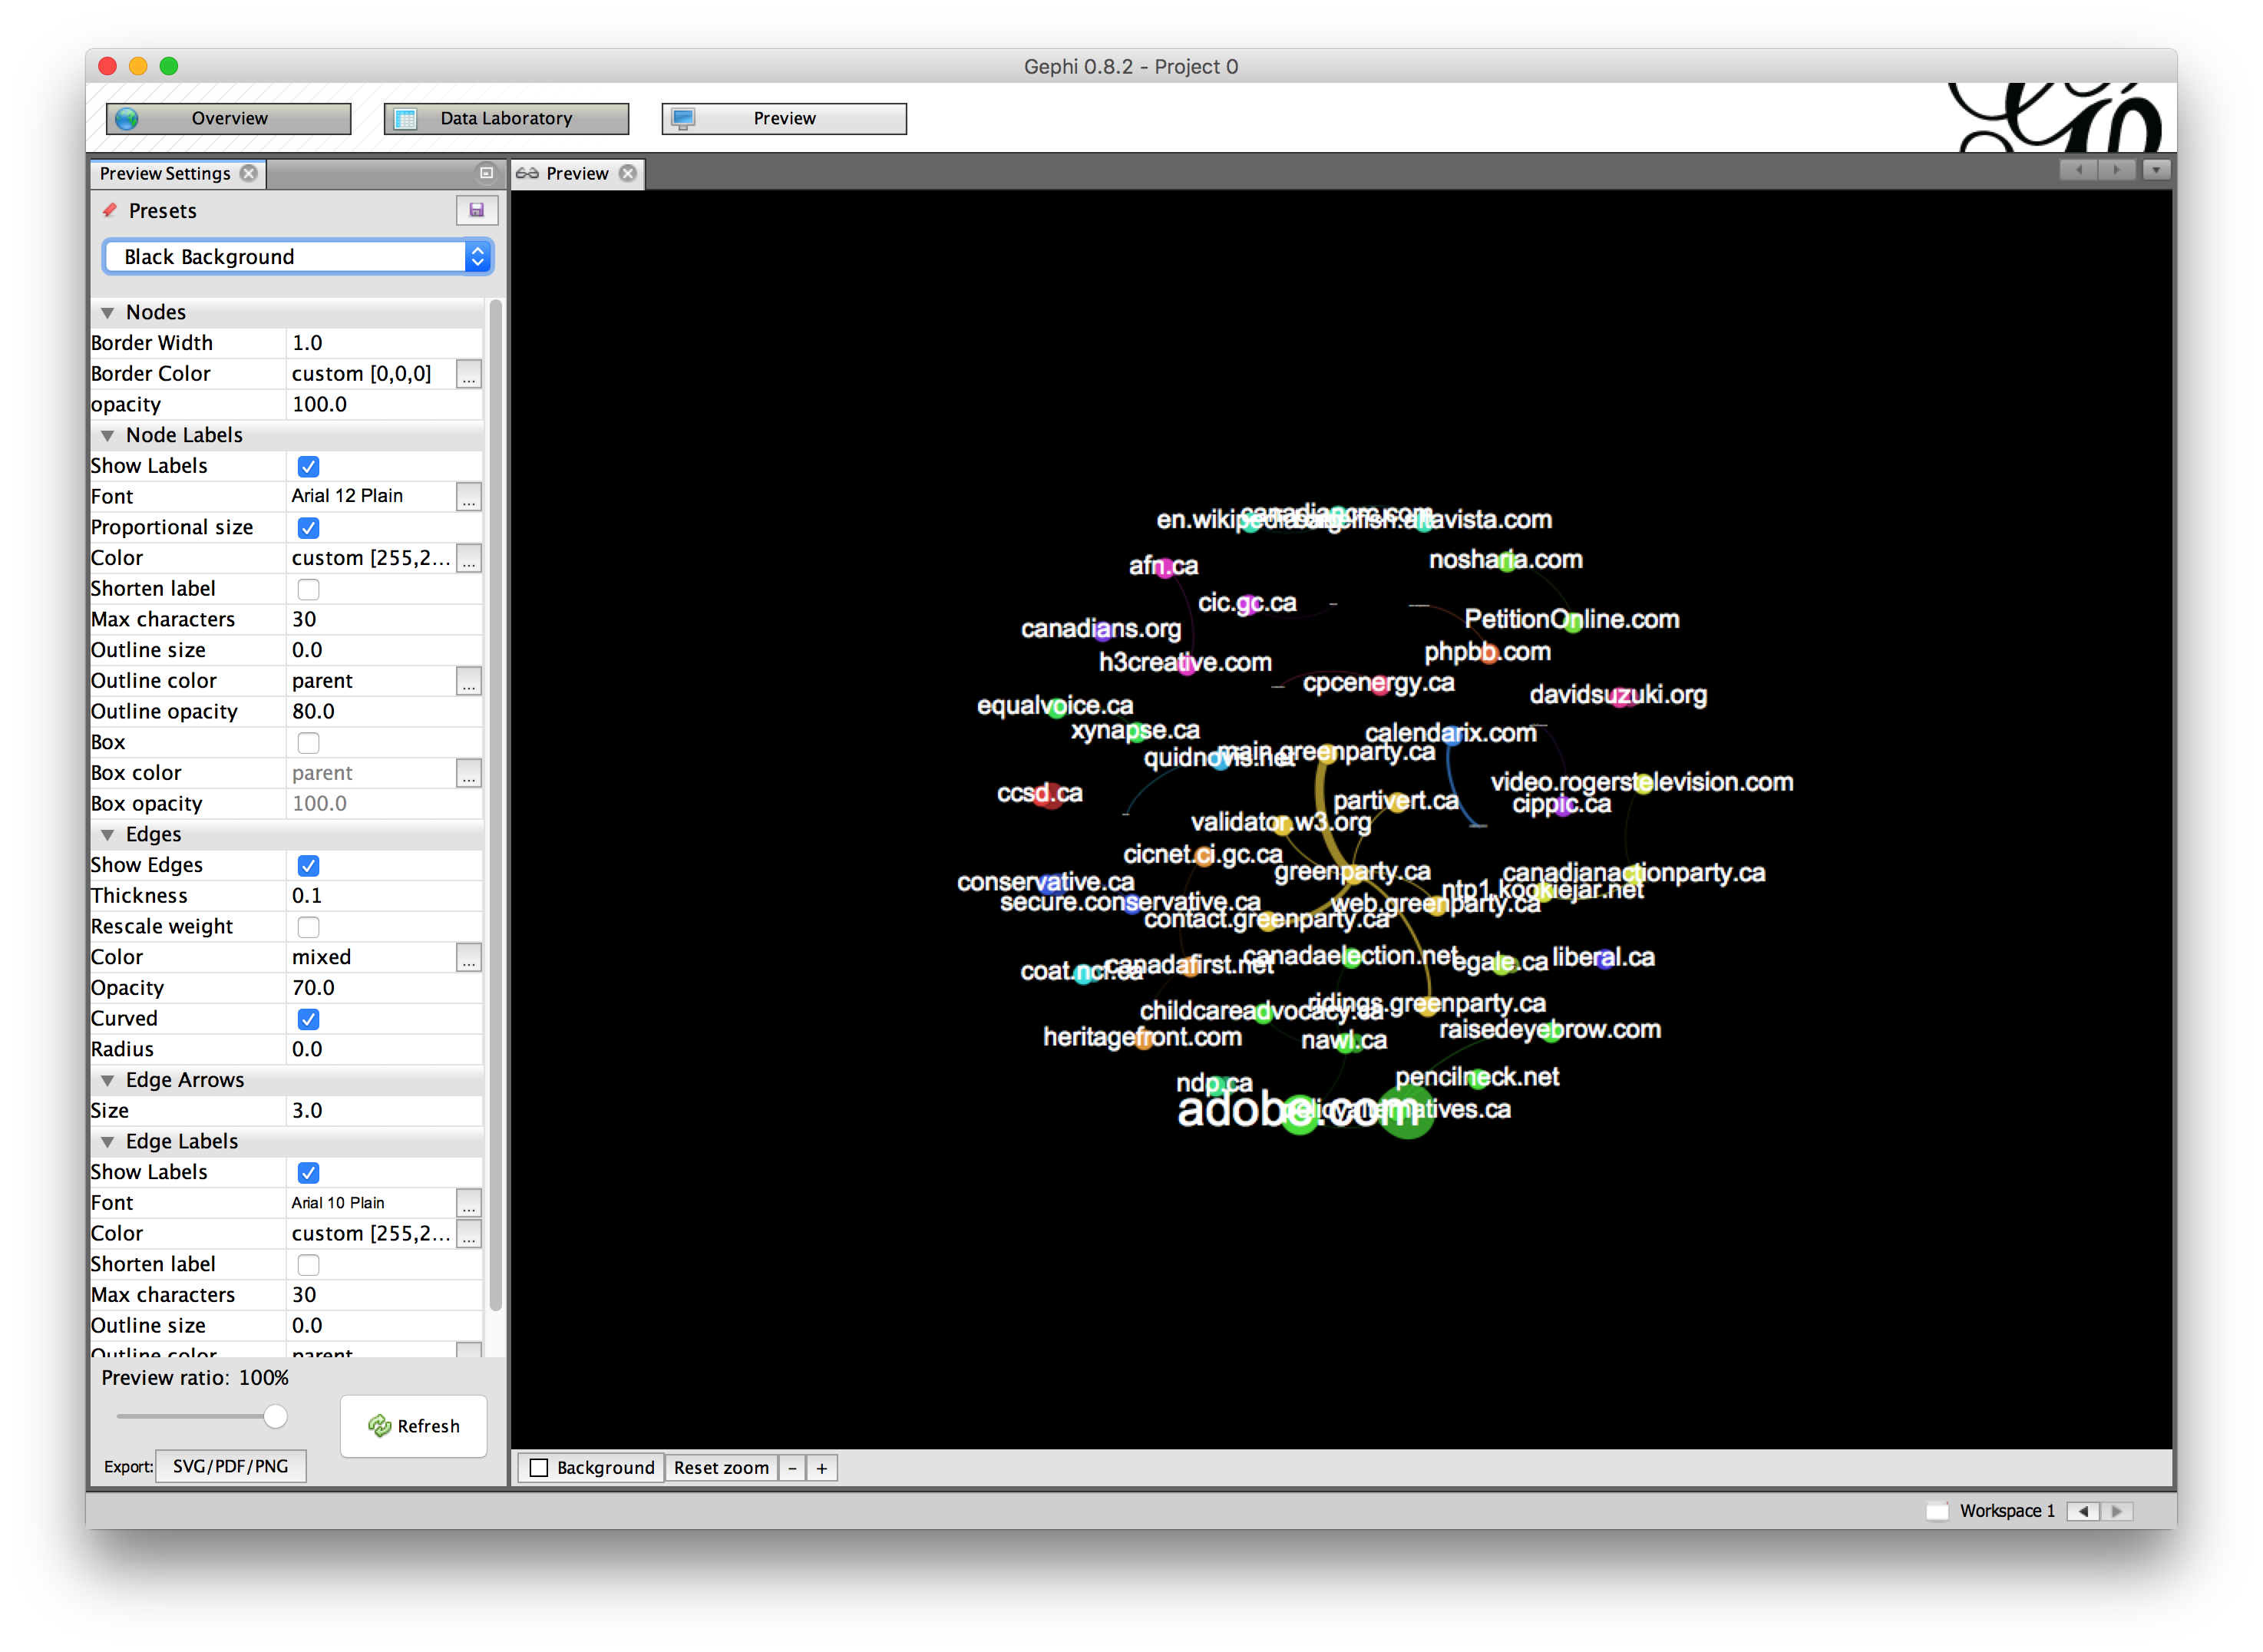 Gephi 0.8.2 - Project 0
Overview
Data Laboratory
Preview
Preview Settings
Preview
Presets
Black Background
Nodes
Border Width 1.0
Border Color custom [0,0,0] ...
opacity 100.0
Node Labels
Show Labels
Font Arial 12 Plain ...
Proportional size
Color custom [255,2... ...
Shorten label
Max characters 30
Outline size 0.0
Outline color parent ...
Outline opacity 80.0
Box
Box color parent ...
Box opacity 100.0
Edges
Show Edges
Thickness 0.1
Rescale weight
Color mixed ...
Opacity 70.0
Curved
Radius 0.0
Edge Arrows
Size 3.0
Edge Labels
Show Labels
Font Arial 10 Plain ...
Color custom [255,2... ...
Shorten label
Max characters 30
Outline size 0.0
Outline color parent
Preview ratio: 100%
Refresh
Export: SVG/PDF/PNG
en.wikipedia.org
afn.ca
nosharia.com
cic.gc.ca
PetitionOnline.com
canadians.org
phpbb.com
h3creative.com
cpcenergy.ca
davidsuzuki.org
equalvoice.ca
xynapse.ca
calendarix.com
quidnovis.net
main.greenparty.ca
video.rogerstelevision.com
ccsd.ca
partivert.ca
cippic.ca
validator.w3.org
cicnet.ci.gc.ca
greenparty.ca
canadianactionparty.ca
conservative.ca
ntp1.kookiejar.net
secure.conservative.ca
web.greenparty.ca
contact.greenparty.ca
canadaelection.net
egale.ca
liberal.ca
coat.ncf.ca
canadafirst.net
childcareadvocacy.ca
ridings.greenparty.ca
raisedeyebrow.com
heritagefront.com
nawl.ca
ndp.ca
pencilneck.net
adobe.com
policyalternatives.ca
Background
Reset zoom
-
+
Workspace 1